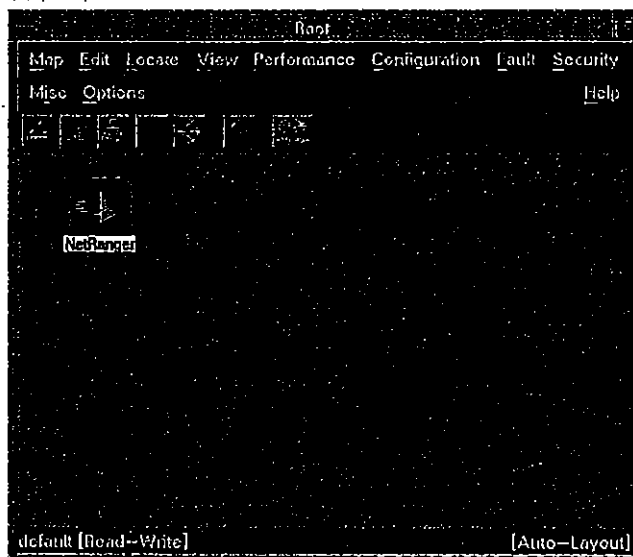 Root
Map Edit Locate View Performance Configuration Fault Security
Misc Options Help
NetRanger
default [Read-Write] [Auto-Layout]